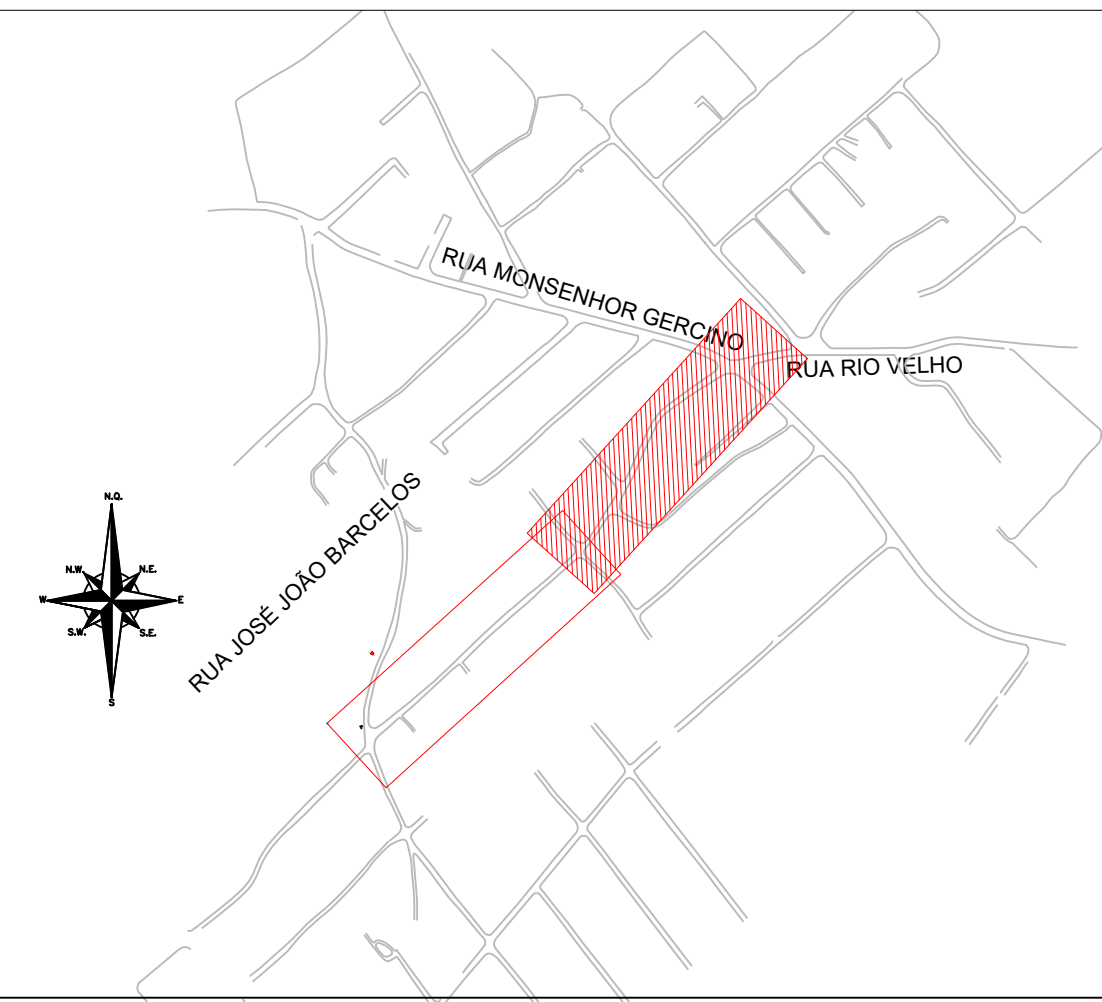 RUA MONSENHOR GERCINO
RUA RIO VELHO
RUA JOSÉ JOÃO BARCELOS
N.Q.
N.W.
N.E.
W
E
S.W.
S.E.
S